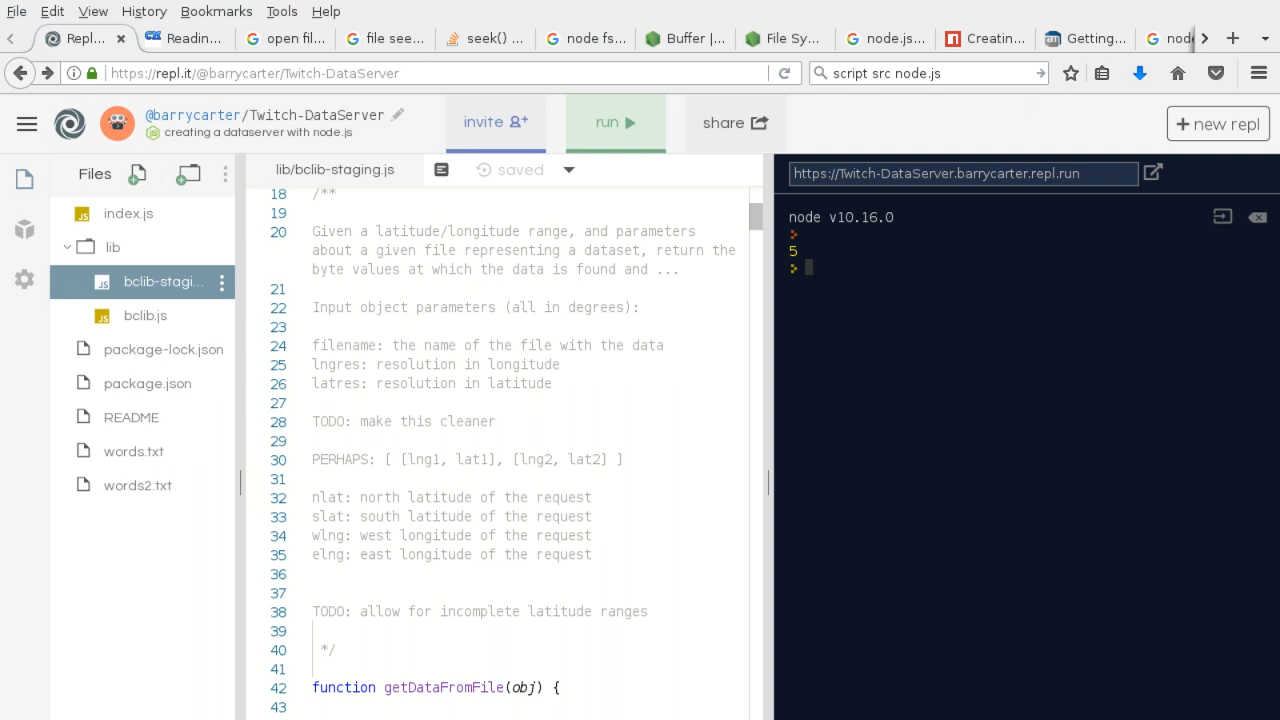 File Edit View History Bookmarks Tools Help
Repl... Readin... open fil... file see... seek() ... node fs... Buffer |... File Sy... node.js... Creatin... Getting... node
https://repl.it/@barrycarter/Twitch-DataServer
script src node.js
@barrycarter/Twitch-DataServer
creating a dataserver with node.js
invite
run
share
+ new repl
Files
index.js
lib
bclib-stagi...
bclib.js
package-lock.json
package.json
README
words.txt
words2.txt
lib/bclib-staging.js
saved
18 /**
19
20 Given a latitude/longitude range, and parameters
about a given file representing a dataset, return the
byte values at which the data is found and ...
21
22 Input object parameters (all in degrees):
23
24 filename: the name of the file with the data
25 lngres: resolution in longitude
26 latres: resolution in latitude
27
28 TODO: make this cleaner
29
30 PERHAPS: [ [lng1, lat1], [lng2, lat2] ]
31
32 nlat: north latitude of the request
33 slat: south latitude of the request
34 wlng: west longitude of the request
35 elng: east longitude of the request
36
37
38 TODO: allow for incomplete latitude ranges
39
40 */
41
42 function getDataFromFile(obj) {
43
https://Twitch-DataServer.barrycarter.repl.run
node v10.16.0
>
5
>